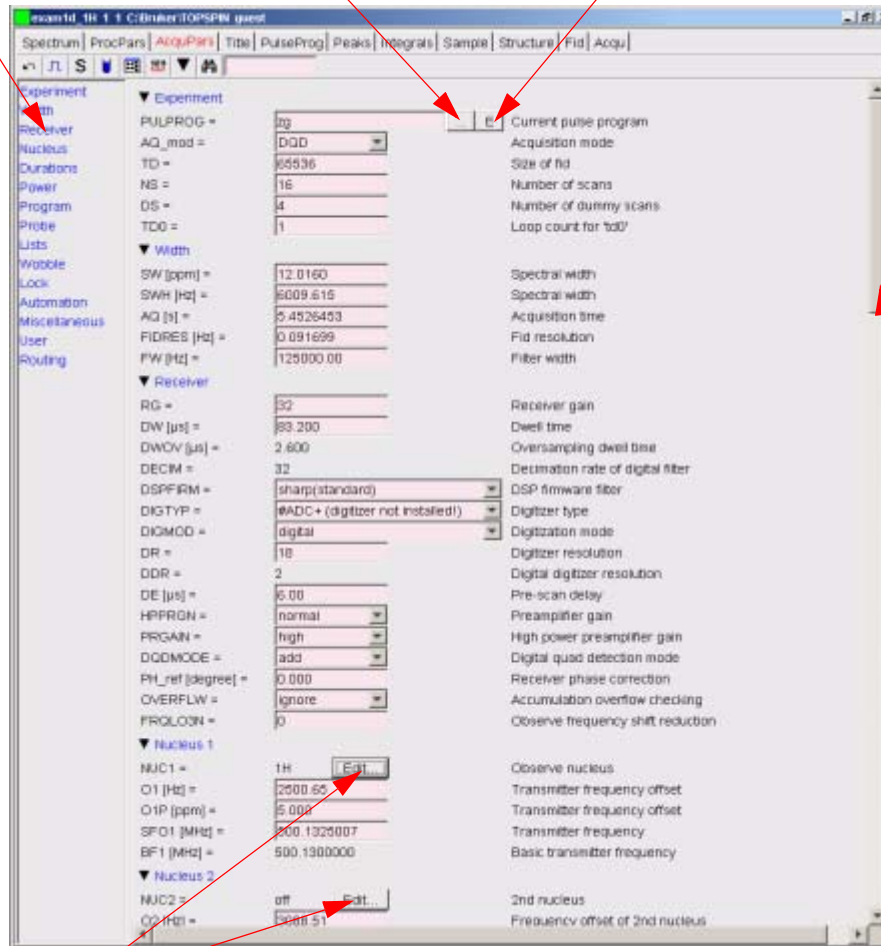 exam1d_1H 1 1 C:\Bruker\TOPSPIN guest
Spectrum ProcPars AcquPars Title PulseProg Peaks Integrals Sample Structure Fid Acqu
S
Experiment
Width
Receiver
Nucleus
Durations
Power
Program
Probe
Lists
Wobble
Lock
Automation
Miscellaneous
User
Routing
Experiment
PULPROG = zg ... E Current pulse program
AQ_mod = DQD Acquisition mode
TD = 65536 Size of fid
NS = 16 Number of scans
DS = 4 Number of dummy scans
TD0 = 1 Loop count for 'td0'
Width
SW [ppm] = 12.0160 Spectral width
SWH [Hz] = 6009.615 Spectral width
AQ [s] = 5.4526453 Acquisition time
FIDRES [Hz] = 0.091699 Fid resolution
FW [Hz] = 125000.00 Filter width
Receiver
RG = 32 Receiver gain
DW [µs] = 83.200 Dwell time
DWOV [µs] = 2.600 Oversampling dwell time
DECIM = 32 Decimation rate of digital filter
DSPFIRM = sharp(standard) DSP firmware filter
DIGTYP = #ADC+ (digitizer not installed!) Digitizer type
DIGMOD = digital Digitization mode
DR = 18 Digitizer resolution
DDR = 2 Digital digitizer resolution
DE [µs] = 6.00 Pre-scan delay
HPPRGN = normal Preamplifier gain
PRGAIN = high High power preamplifier gain
DQDMODE = add Digital quad detection mode
PH_ref [degree] = 0.000 Receiver phase correction
OVERFLW = ignore Accumulation overflow checking
FRQLO3N = 0 Observe frequency shift reduction
Nucleus 1
NUC1 = 1H Edit... Observe nucleus
O1 [Hz] = 2500.65 Transmitter frequency offset
O1P [ppm] = 5.000 Transmitter frequency offset
SFO1 [MHz] = 500.1325007 Transmitter frequency
BF1 [MHz] = 500.1300000 Basic transmitter frequency
Nucleus 2
NUC2 = off Edit... 2nd nucleus
O2 [Hz] = Frequency offset of 2nd nucleus